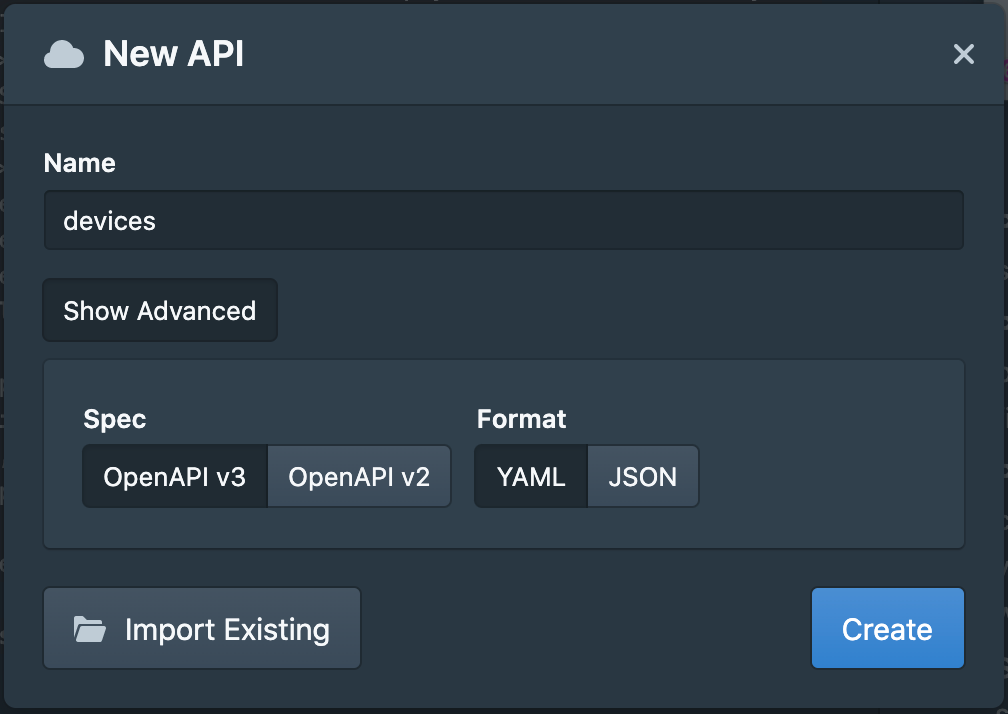 New API
Name
devices
Show Advanced
Spec
Format
OpenAPI v3 OpenAPI v2
YAML JSON
Import Existing
Create